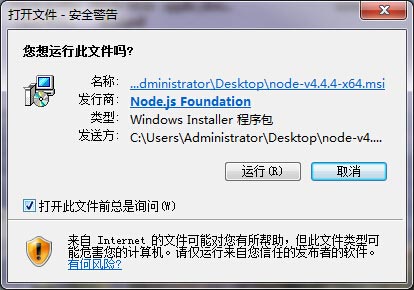 打开文件 - 安全警告
您想运行此文件吗?
名称: ...dministrator\Desktop\node-v4.4.4-x64.msi
发行商: Node.js Foundation
类型: Windows Installer 程序包
发送方: C:\Users\Administrator\Desktop\node-v4....
运行(R) 取消
打开此文件前总是询问(W)
来自 Internet 的文件可能对您有所帮助，但此文件类型可
能危害您的计算机。请仅运行来自您信任的发布者的软件。
有何风险?